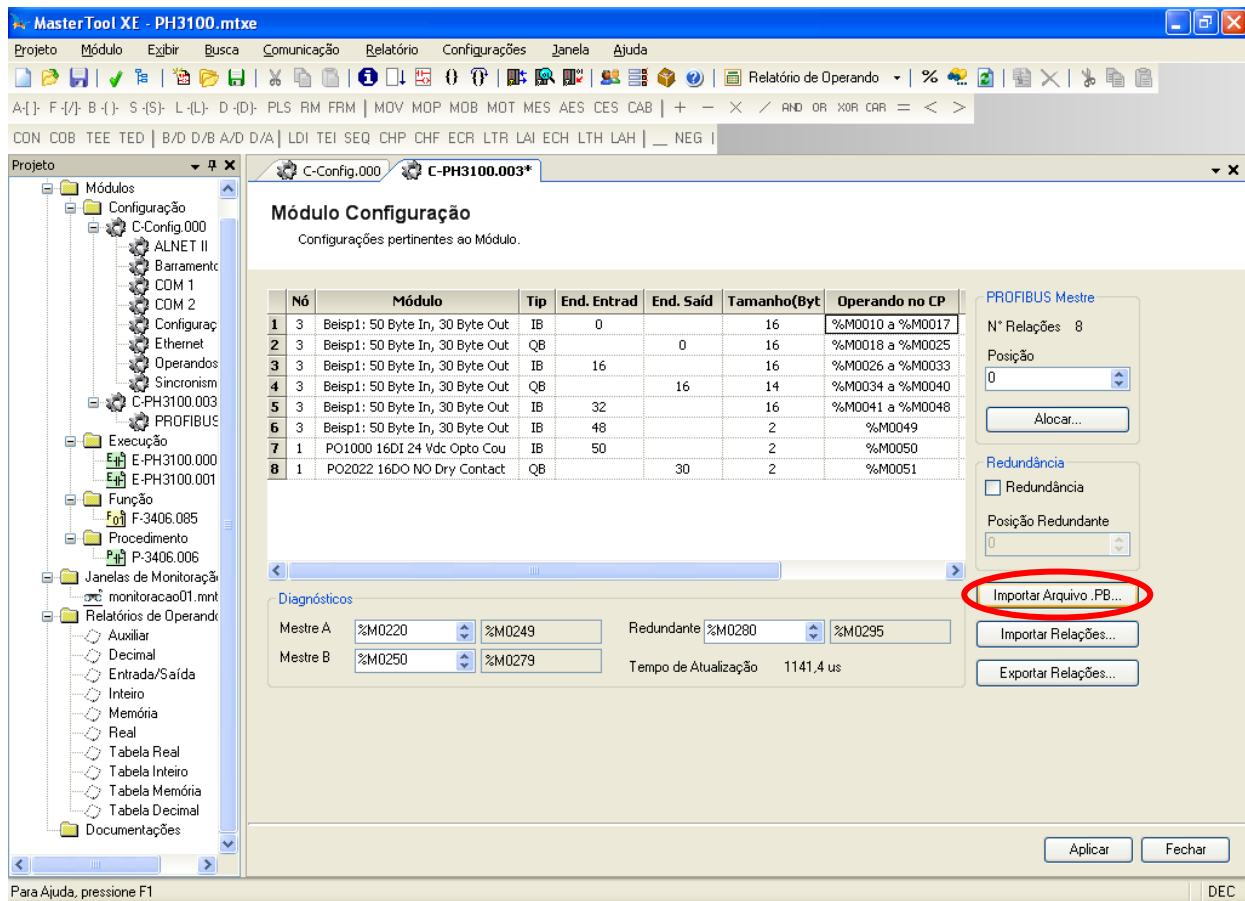 MasterTool XE - PH3100.mtxe
Projeto Módulo Exibir Busca Comunicação Relatório Configurações Janela Ajuda
Relatório de Operando %
A-[ ]- F-[/]- B-( )- S-(S)- L-(L)- D-(D)- PLS RM FRM MOV MOP MOB MOT MES AES CES CAB + − × / AND OR XOR CAR = < >
CON COB TEE TED B/D D/B A/D D/A LDI TEI SEQ CHP CHF ECR LTR LAI ECH LTH LAH __ NEG
Projeto
Módulos
Configuração
C-Config.000
ALNET II
Barramento
COM 1
COM 2
Configuraç
Ethernet
Operandos
Sincronism
C-PH3100.003
PROFIBUS
Execução
E-PH3100.000
E-PH3100.001
Função
F-3406.085
Procedimento
P-3406.006
Janelas de Monitoraçã
monitoracao01.mnt
Relatórios de Operando
Auxiliar
Decimal
Entrada/Saída
Inteiro
Memória
Real
Tabela Real
Tabela Inteiro
Tabela Memória
Tabela Decimal
Documentações
C-Config.000 C-PH3100.003*
Módulo Configuração
Configurações pertinentes ao Módulo.
Nó Módulo Tip End. Entrad End. Saíd Tamanho(Byt Operando no CP
1 3 Beisp1: 50 Byte In, 30 Byte Out IB 0 16 %M0010 a %M0017
2 3 Beisp1: 50 Byte In, 30 Byte Out QB 0 16 %M0018 a %M0025
3 3 Beisp1: 50 Byte In, 30 Byte Out IB 16 16 %M0026 a %M0033
4 3 Beisp1: 50 Byte In, 30 Byte Out QB 16 14 %M0034 a %M0040
5 3 Beisp1: 50 Byte In, 30 Byte Out IB 32 16 %M0041 a %M0048
6 3 Beisp1: 50 Byte In, 30 Byte Out IB 48 2 %M0049
7 1 PO1000 16DI 24 Vdc Opto Cou IB 50 2 %M0050
8 1 PO2022 16DO NO Dry Contact QB 30 2 %M0051
PROFIBUS Mestre
N° Relações 8
Posição
0
Alocar...
Redundância
Redundância
Posição Redundante
0
Importar Arquivo .PB...
Importar Relações...
Exportar Relações...
Diagnósticos
Mestre A %M0220 %M0249 Redundante %M0280 %M0295
Mestre B %M0250 %M0279 Tempo de Atualização 1141,4 us
Aplicar Fechar
Para Ajuda, pressione F1 DEC